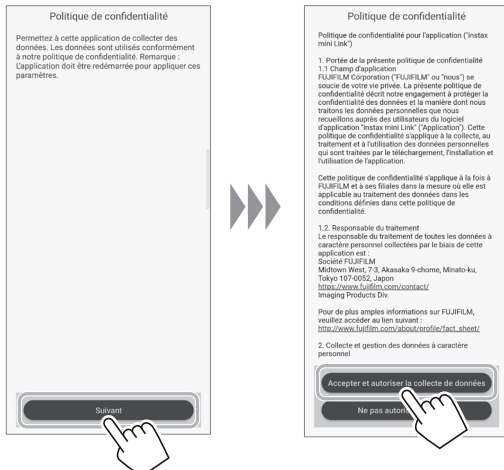 Politique de confidentialité
Permettez à cette application de collecter des
données. Les données sont utilisés conformément
à notre politique de confidentialité. Remarque :
L'application doit être redémarrée pour appliquer ces
paramètres.
Suivant
Politique de confidentialité
Politique de confidentialité pour l'application ("instax
mini Link")
1. Portée de la présente politique de confidentialité
1.1 Champ d'application
FUJIFILM Corporation ("FUJIFILM" ou "nous") se
soucie de votre vie privée. La présente politique de
confidentialité décrit notre engagement à protéger la
confidentialité des données et la manière dont nous
traitons les données personnelles que nous
recueillons auprès des utilisateurs du logiciel
d'application "instax mini Link" ("Application"). Cette
politique de confidentialité s'applique à la collecte, au
traitement et à l'utilisation des données personnelles
qui sont traitées par le téléchargement, l'installation et
l'utilisation de l'application.
Cette politique de confidentialité s'applique à la fois à
FUJIFILM et à ses filiales dans la mesure où elle est
applicable au traitement des données dans les
conditions définies dans cette politique de
confidentialité.
1.2. Responsable du traitement
Le responsable du traitement de toutes les données à
caractère personnel collectées par le biais de cette
application est :
Société FUJIFILM
Midtown West, 7-3, Akasaka 9-chome, Minato-ku,
Tokyo 107-0052, Japon
https://www.fujifilm.com/contact/
Imaging Products Div.
Pour de plus amples informations sur FUJIFILM,
veuillez accéder au lien suivant :
http://www.fujifilm.com/about/profile/fact_sheet/
2. Collecte et gestion des données à caractère
personnel
Accepter et autoriser la collecte de données
Ne pas